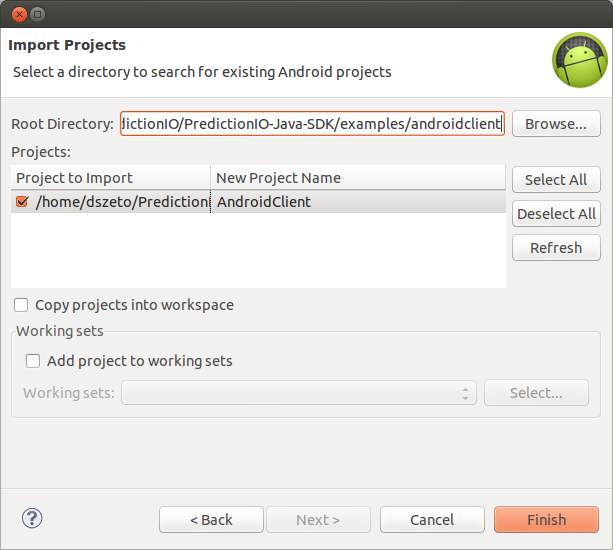 Import Projects
Select a directory to search for existing Android projects
Root Directory: dictionIO/PredictionIO-Java-SDK/examples/androidclient Browse...
Projects:
Project to Import New Project Name
/home/dszeto/Prediction AndroidClient
Select All
Deselect All
Refresh
Copy projects into workspace
Working sets
Add project to working sets
Working sets: Select...
? < Back Next > Cancel Finish